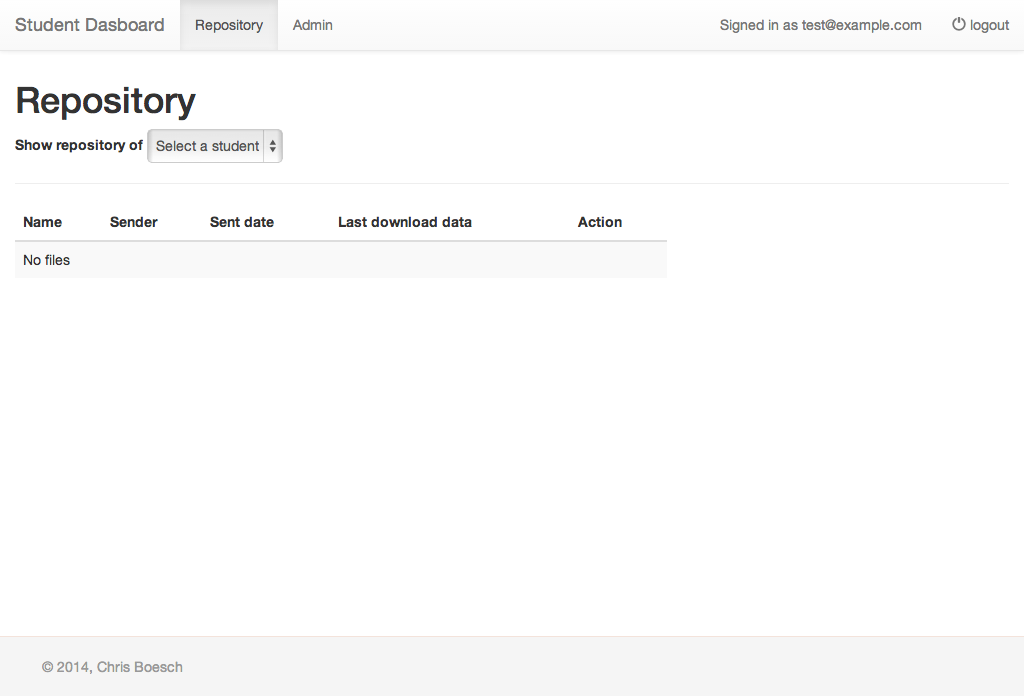 Student Dasboard Repository Admin Signed in as test@example.com logout
Repository
Show repository of Select a student
Name Sender Sent date Last download data Action
No files
© 2014, Chris Boesch